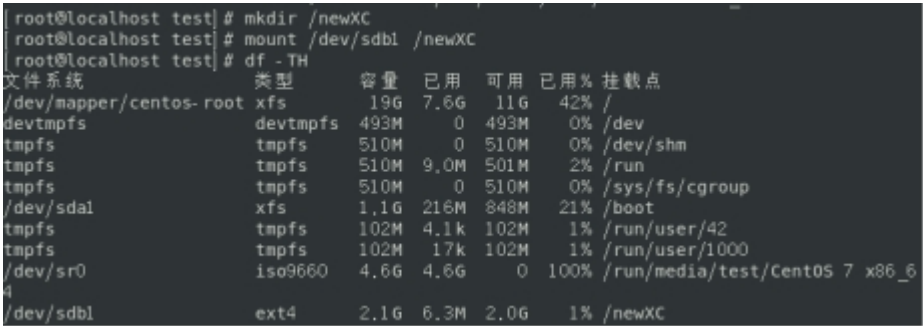 [root@localhost test]# mkdir /newXC
[root@localhost test]# mount /dev/sdb1 /newXC
[root@localhost test]# df -TH
文件系统 类型 容量 已用 可用 已用% 挂载点
/dev/mapper/centos-root xfs 19G 7.6G 11G 42% /
devtmpfs devtmpfs 493M 0 493M 0% /dev
tmpfs tmpfs 510M 0 510M 0% /dev/shm
tmpfs tmpfs 510M 9.0M 501M 2% /run
tmpfs tmpfs 510M 0 510M 0% /sys/fs/cgroup
/dev/sda1 xfs 1.1G 216M 848M 21% /boot
tmpfs tmpfs 102M 4.1k 102M 1% /run/user/42
tmpfs tmpfs 102M 17k 102M 1% /run/user/1000
/dev/sr0 iso9660 4.6G 4.6G 0 100% /run/media/test/CentOS 7 x86_6
4
/dev/sdb1 ext4 2.1G 6.3M 2.0G 1% /newXC